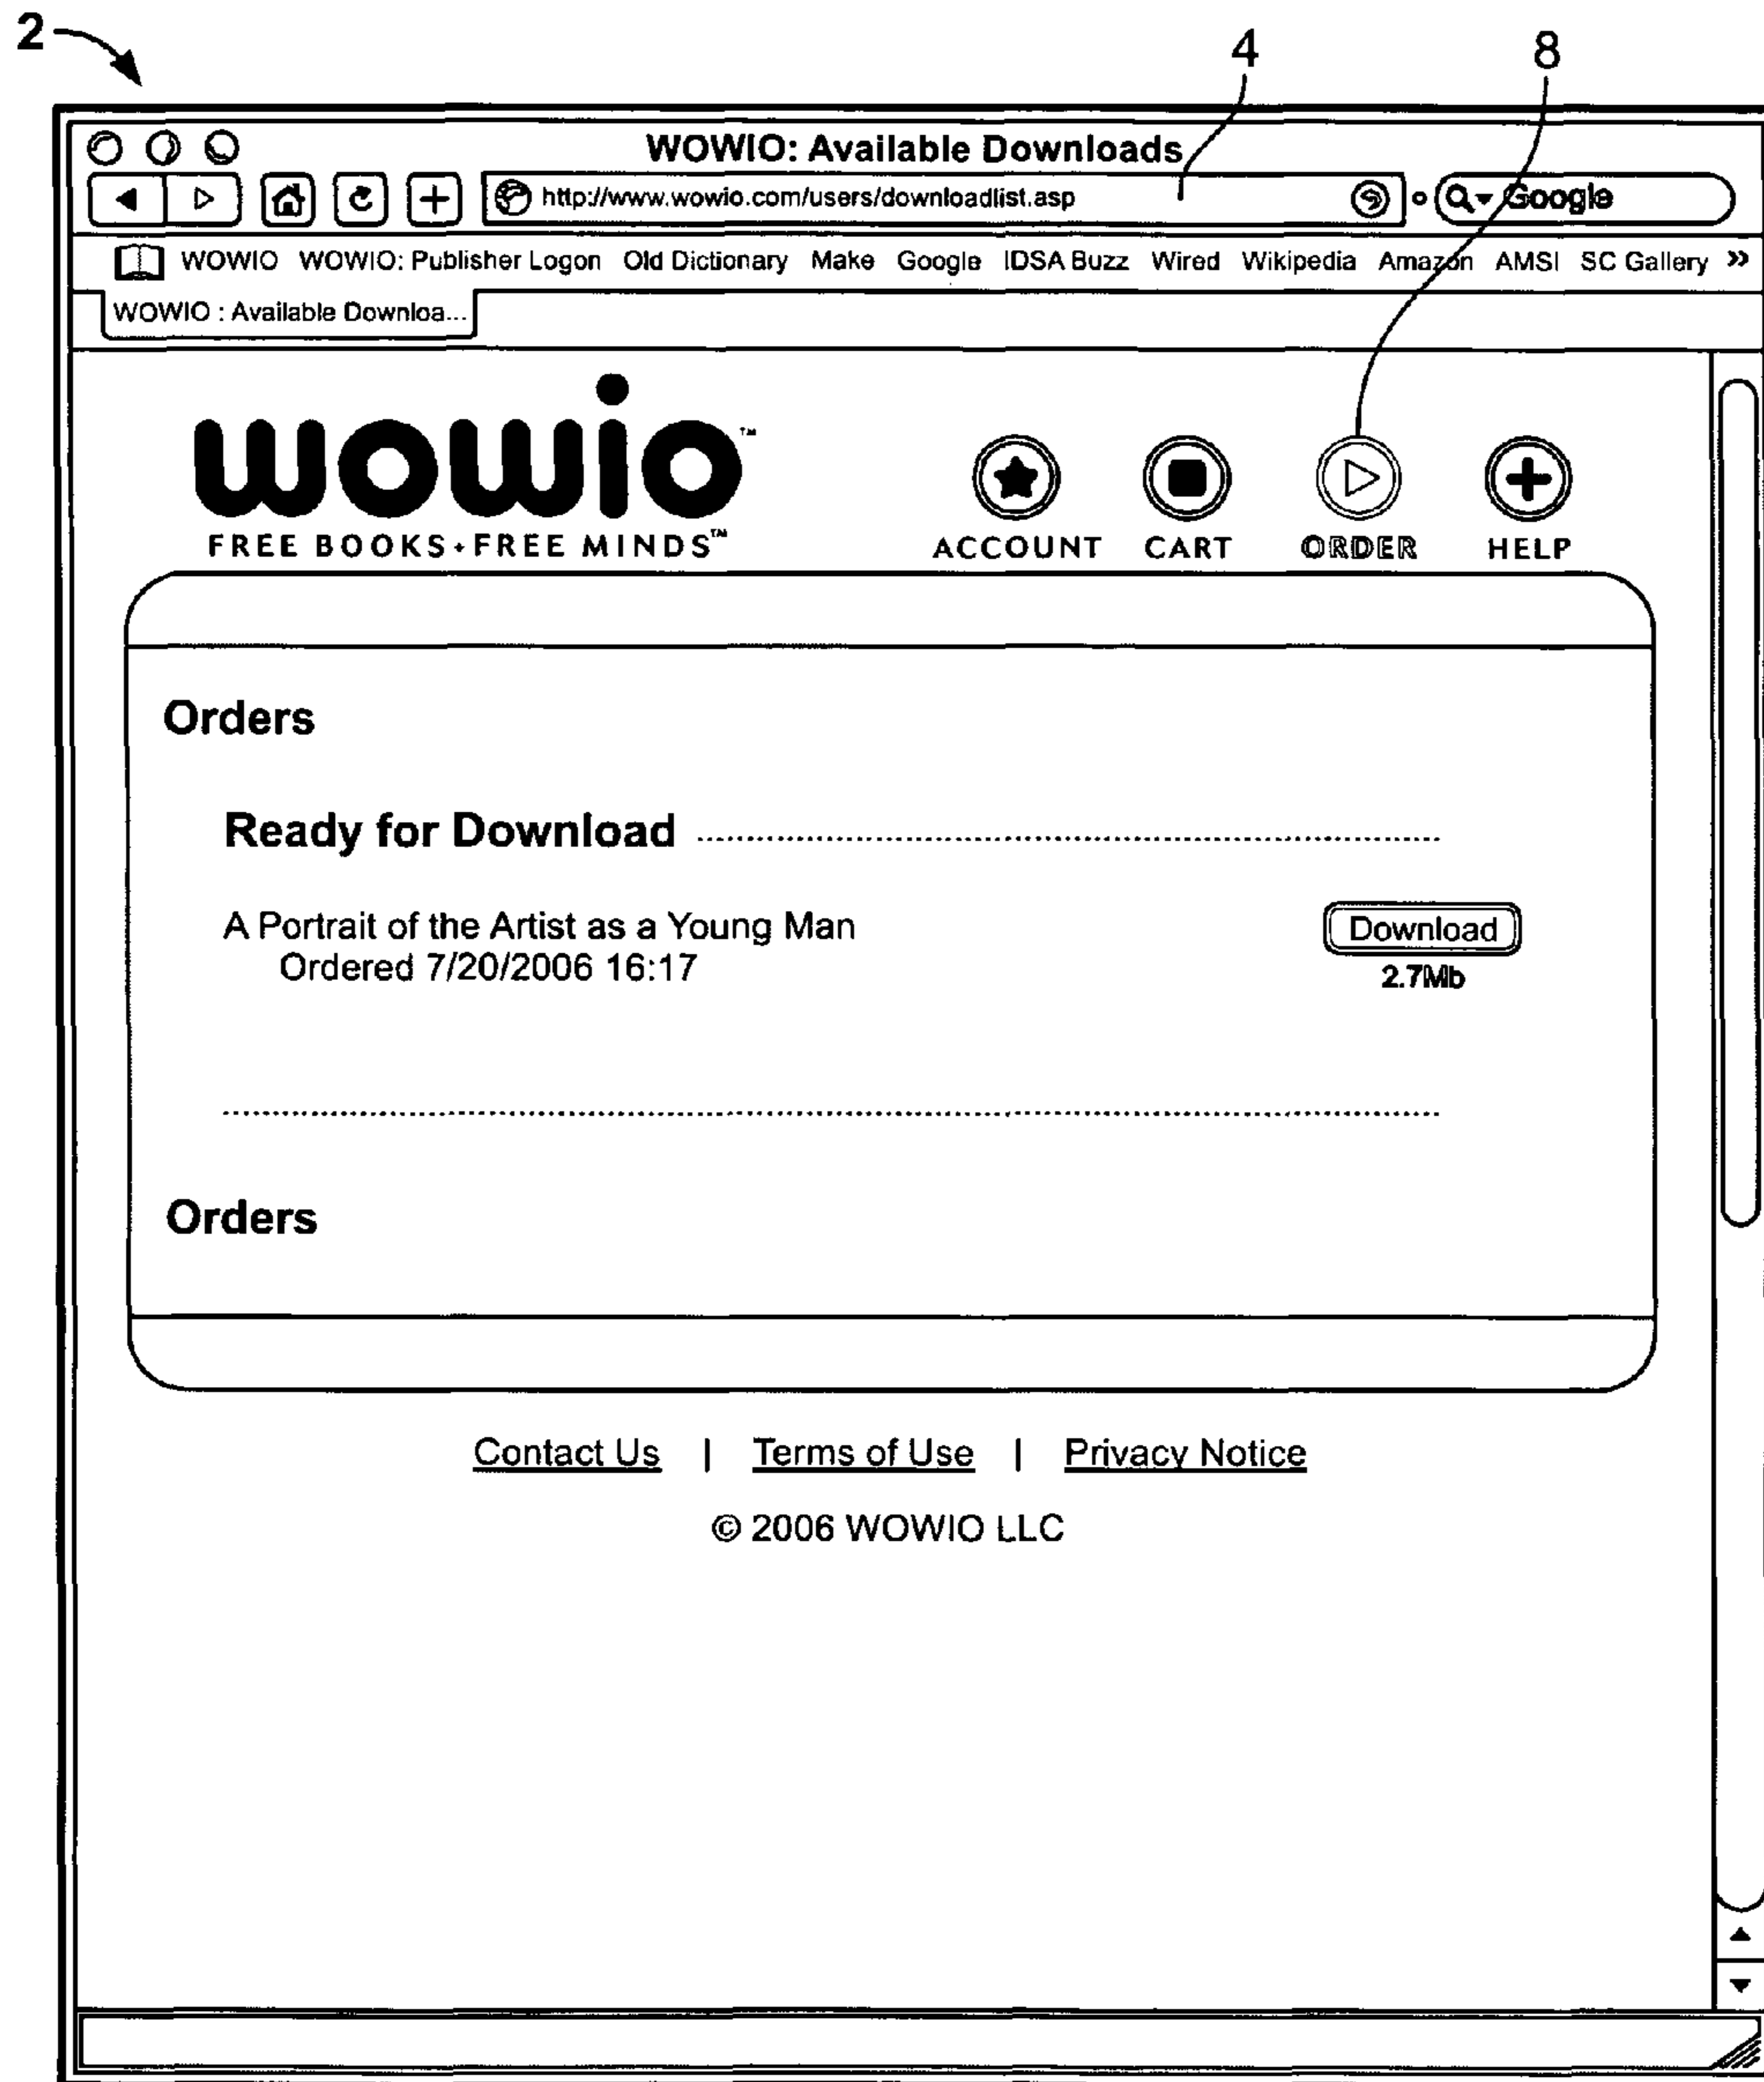 2
4 8
WOWIO: Available Downloads
http://www.wowio.com/users/downloadlist.asp Google
WOWIO WOWIO: Publisher Logon Old Dictionary Make Google IDSA Buzz Wired Wikipedia Amazon AMSI SC Gallery »
WOWIO : Available Downloa...
wowio™
FREE BOOKS • FREE MINDS™
ACCOUNT CART ORDER HELP
Orders
Ready for Download
A Portrait of the Artist as a Young Man Download
Ordered 7/20/2006 16:17 2.7Mb
Orders
Contact Us | Terms of Use | Privacy Notice
© 2006 WOWIO LLC